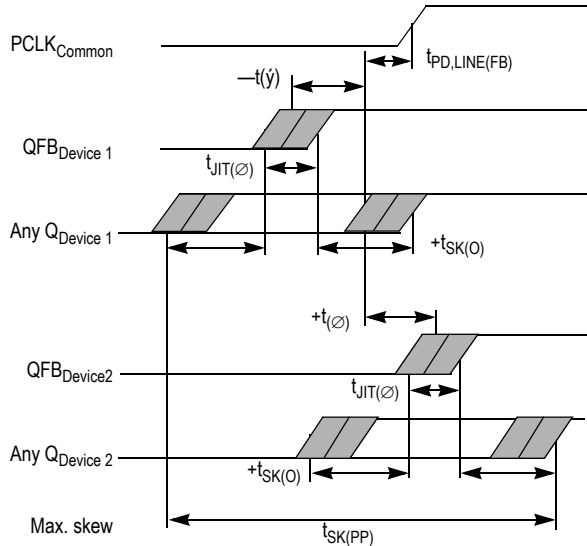 PCLKCommon
tPD,LINE(FB)
—t(ý)
QFBDevice 1
tJIT(∅)
Any QDevice 1
+tSK(O)
+t(∅)
QFBDevice2
tJIT(∅)
Any QDevice 2
+tSK(O)
Max. skew
tSK(PP)